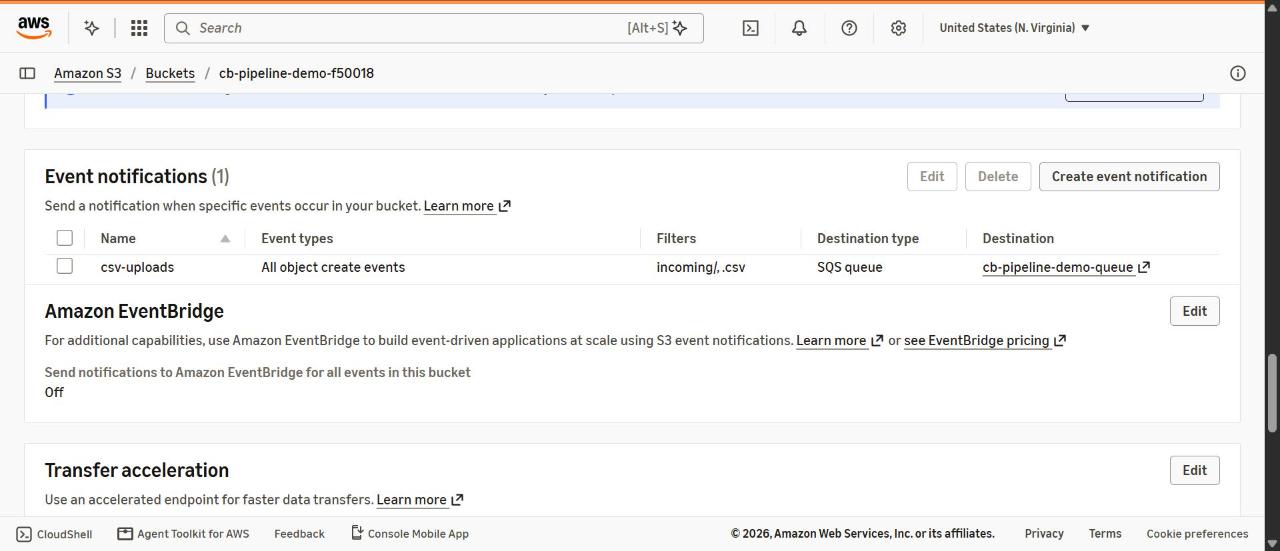 aws
Search [Alt+S]
United States (N. Virginia)
Amazon S3 / Buckets / cb-pipeline-demo-f50018
Event notifications (1)
Edit Delete Create event notification
Send a notification when specific events occur in your bucket. Learn more
Name Event types Filters Destination type Destination
csv-uploads All object create events incoming/, .csv SQS queue cb-pipeline-demo-queue
Amazon EventBridge Edit
For additional capabilities, use Amazon EventBridge to build event-driven applications at scale using S3 event notifications. Learn more or see EventBridge pricing
Send notifications to Amazon EventBridge for all events in this bucket
Off
Transfer acceleration Edit
Use an accelerated endpoint for faster data transfers. Learn more
CloudShell Agent Toolkit for AWS Feedback Console Mobile App © 2026, Amazon Web Services, Inc. or its affiliates. Privacy Terms Cookie preferences